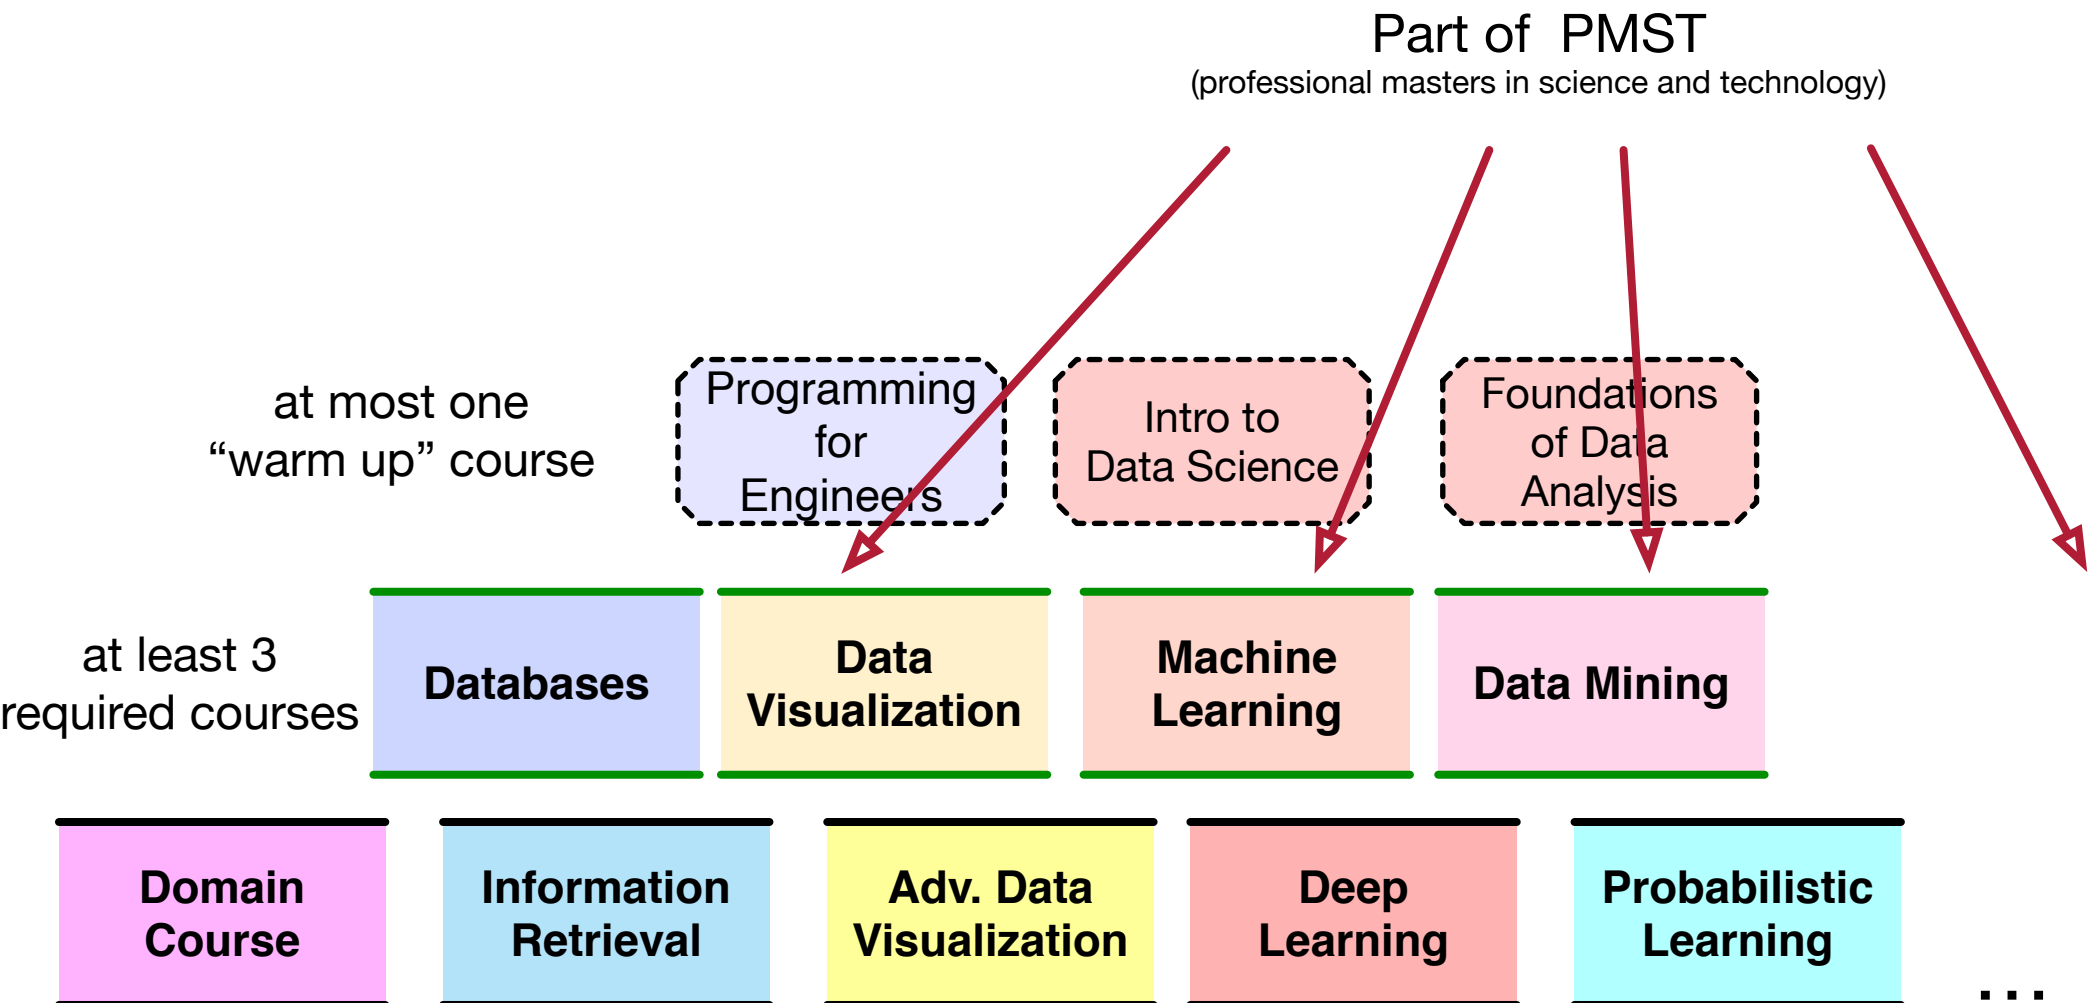 Part of PMST
(professional masters in science and technology)
at most one
“warm up” course
Programming
for
Engineers
Intro to
Data Science
Foundations
of Data
Analysis
at least 3
required courses
Databases
Data
Visualization
Machine
Learning
Data Mining
Domain
Course
Information
Retrieval
Adv. Data
Visualization
Deep
Learning
Probabilistic
Learning
...